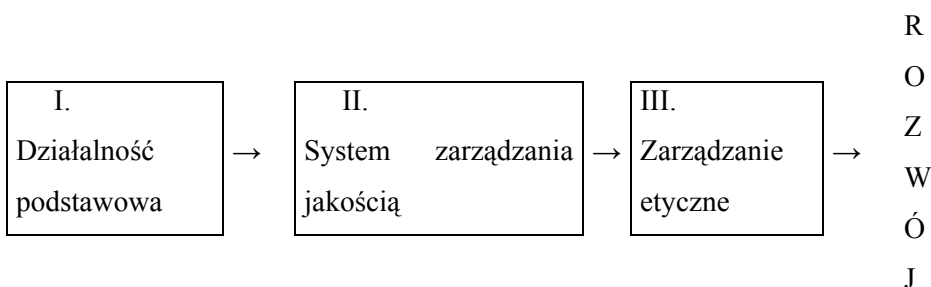 I.
Działalność
podstawowa
→
II.
System zarządzania
jakością
→
III.
Zarządzanie
etyczne
→
R
O
Z
W
Ó
J